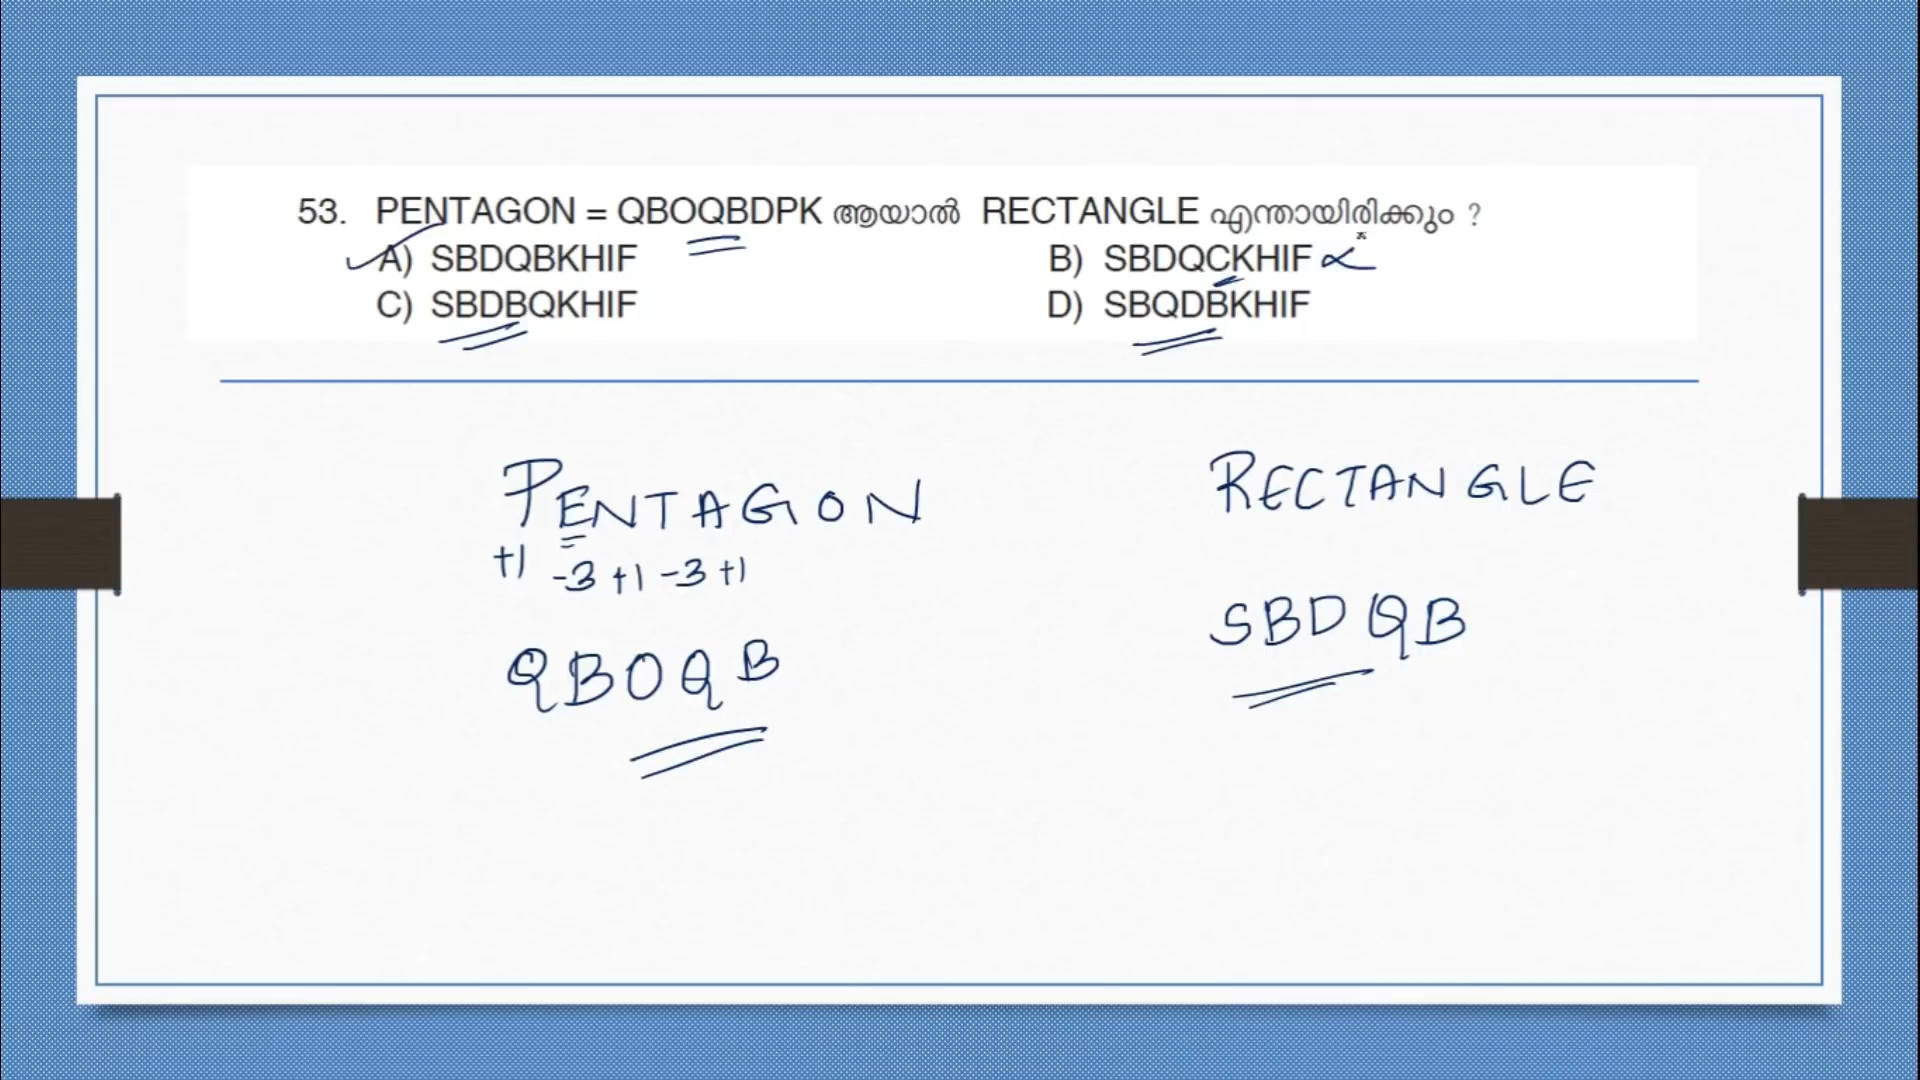 53. PENTAGON = QBOQBDPK ആയാൽ RECTANGLE എന്തായിരിക്കും ?
A) SBDQBKHIF B) SBDQCKHIF
C) SBDBQKHIF D) SBQDBKHIF
PENTAGON RECTANGLE
+1 -3 +1 -3 +1
QBOQB SBDQB